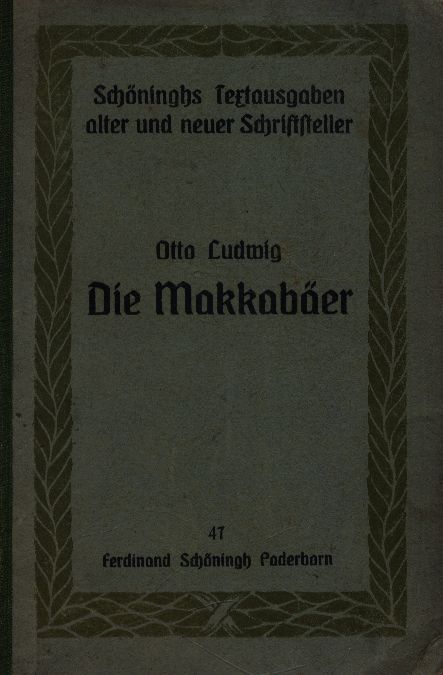 Schöninghs Textausgaben
alter und neuer Schriftsteller
Otto Ludwig
Die Makkabäer
47
Ferdinand Schöningh Paderborn